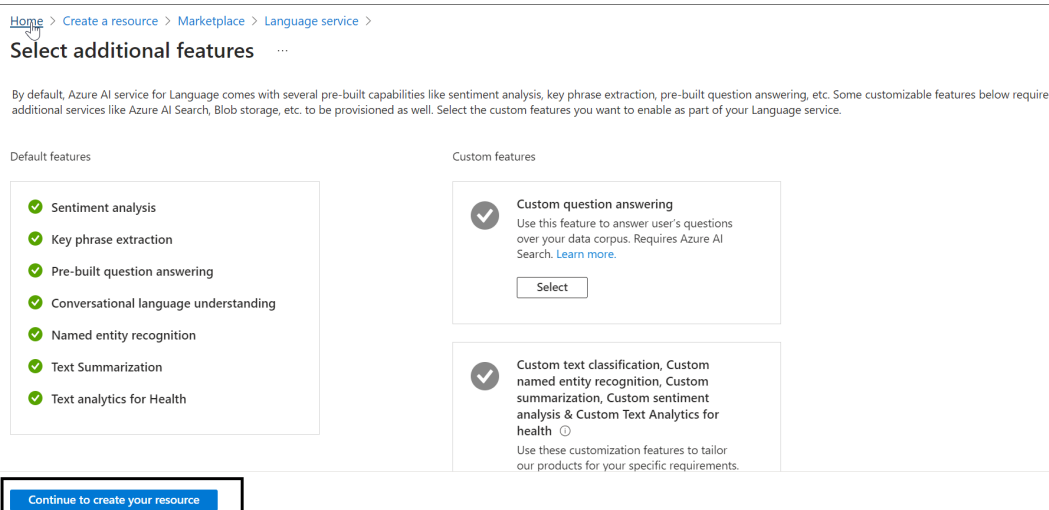 Home > Create a resource > Marketplace > Language service >
Select additional features ...
By default, Azure AI service for Language comes with several pre-built capabilities like sentiment analysis, key phrase extraction, pre-built question answering, etc. Some customizable features below require
additional services like Azure AI Search, Blob storage, etc. to be provisioned as well. Select the custom features you want to enable as part of your Language service.
Default features
Sentiment analysis
Key phrase extraction
Pre-built question answering
Conversational language understanding
Named entity recognition
Text Summarization
Text analytics for Health
Custom features
Custom question answering
Use this feature to answer user's questions
over your data corpus. Requires Azure AI
Search. Learn more.
Select
Custom text classification, Custom
named entity recognition, Custom
summarization, Custom sentiment
analysis & Custom Text Analytics for
health
Use these customization features to tailor
our products for your specific requirements.
Continue to create your resource